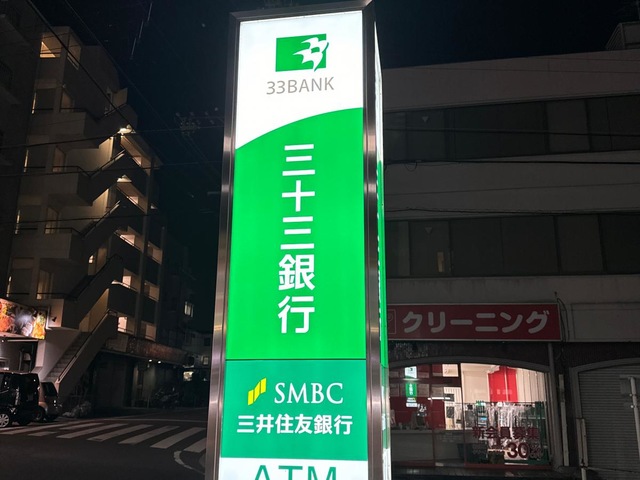 33BANK
三十三銀行
SMBC
三井住友銀行
ATM
クリーニング
30